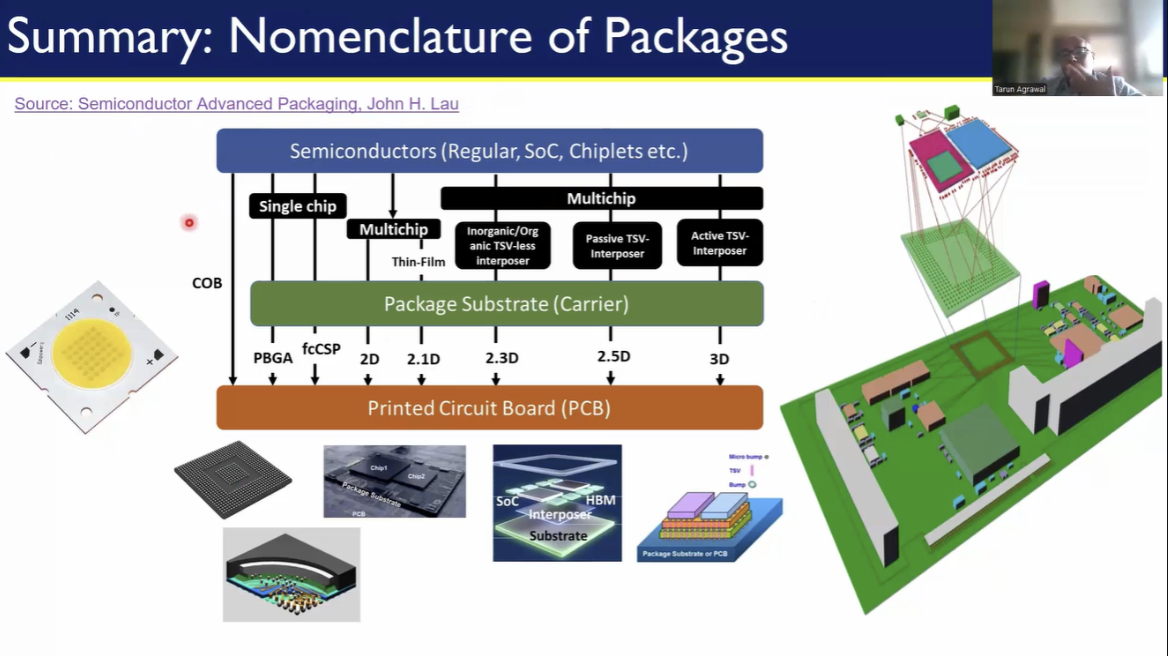 Summary: Nomenclature of Packages
Tarun Agrawal
Source: Semiconductor Advanced Packaging, John H. Lau
Semiconductors (Regular, SoC, Chiplets etc.)
Single chip
Multichip
Multichip
Inorganic/Org
anic TSV-less
interposer
Passive TSV-
Interposer
Active TSV-
Interposer
Thin-Film
COB
Package Substrate (Carrier)
PBGA
fcCSP
2D
2.1D
2.3D
2.5D
3D
Printed Circuit Board (PCB)
1114
Chip1
Chip2
Package Substrate
PCB
SoC
HBM
Interposer
Substrate
Micro bump
TSV
Bump
Package Substrate or PCB